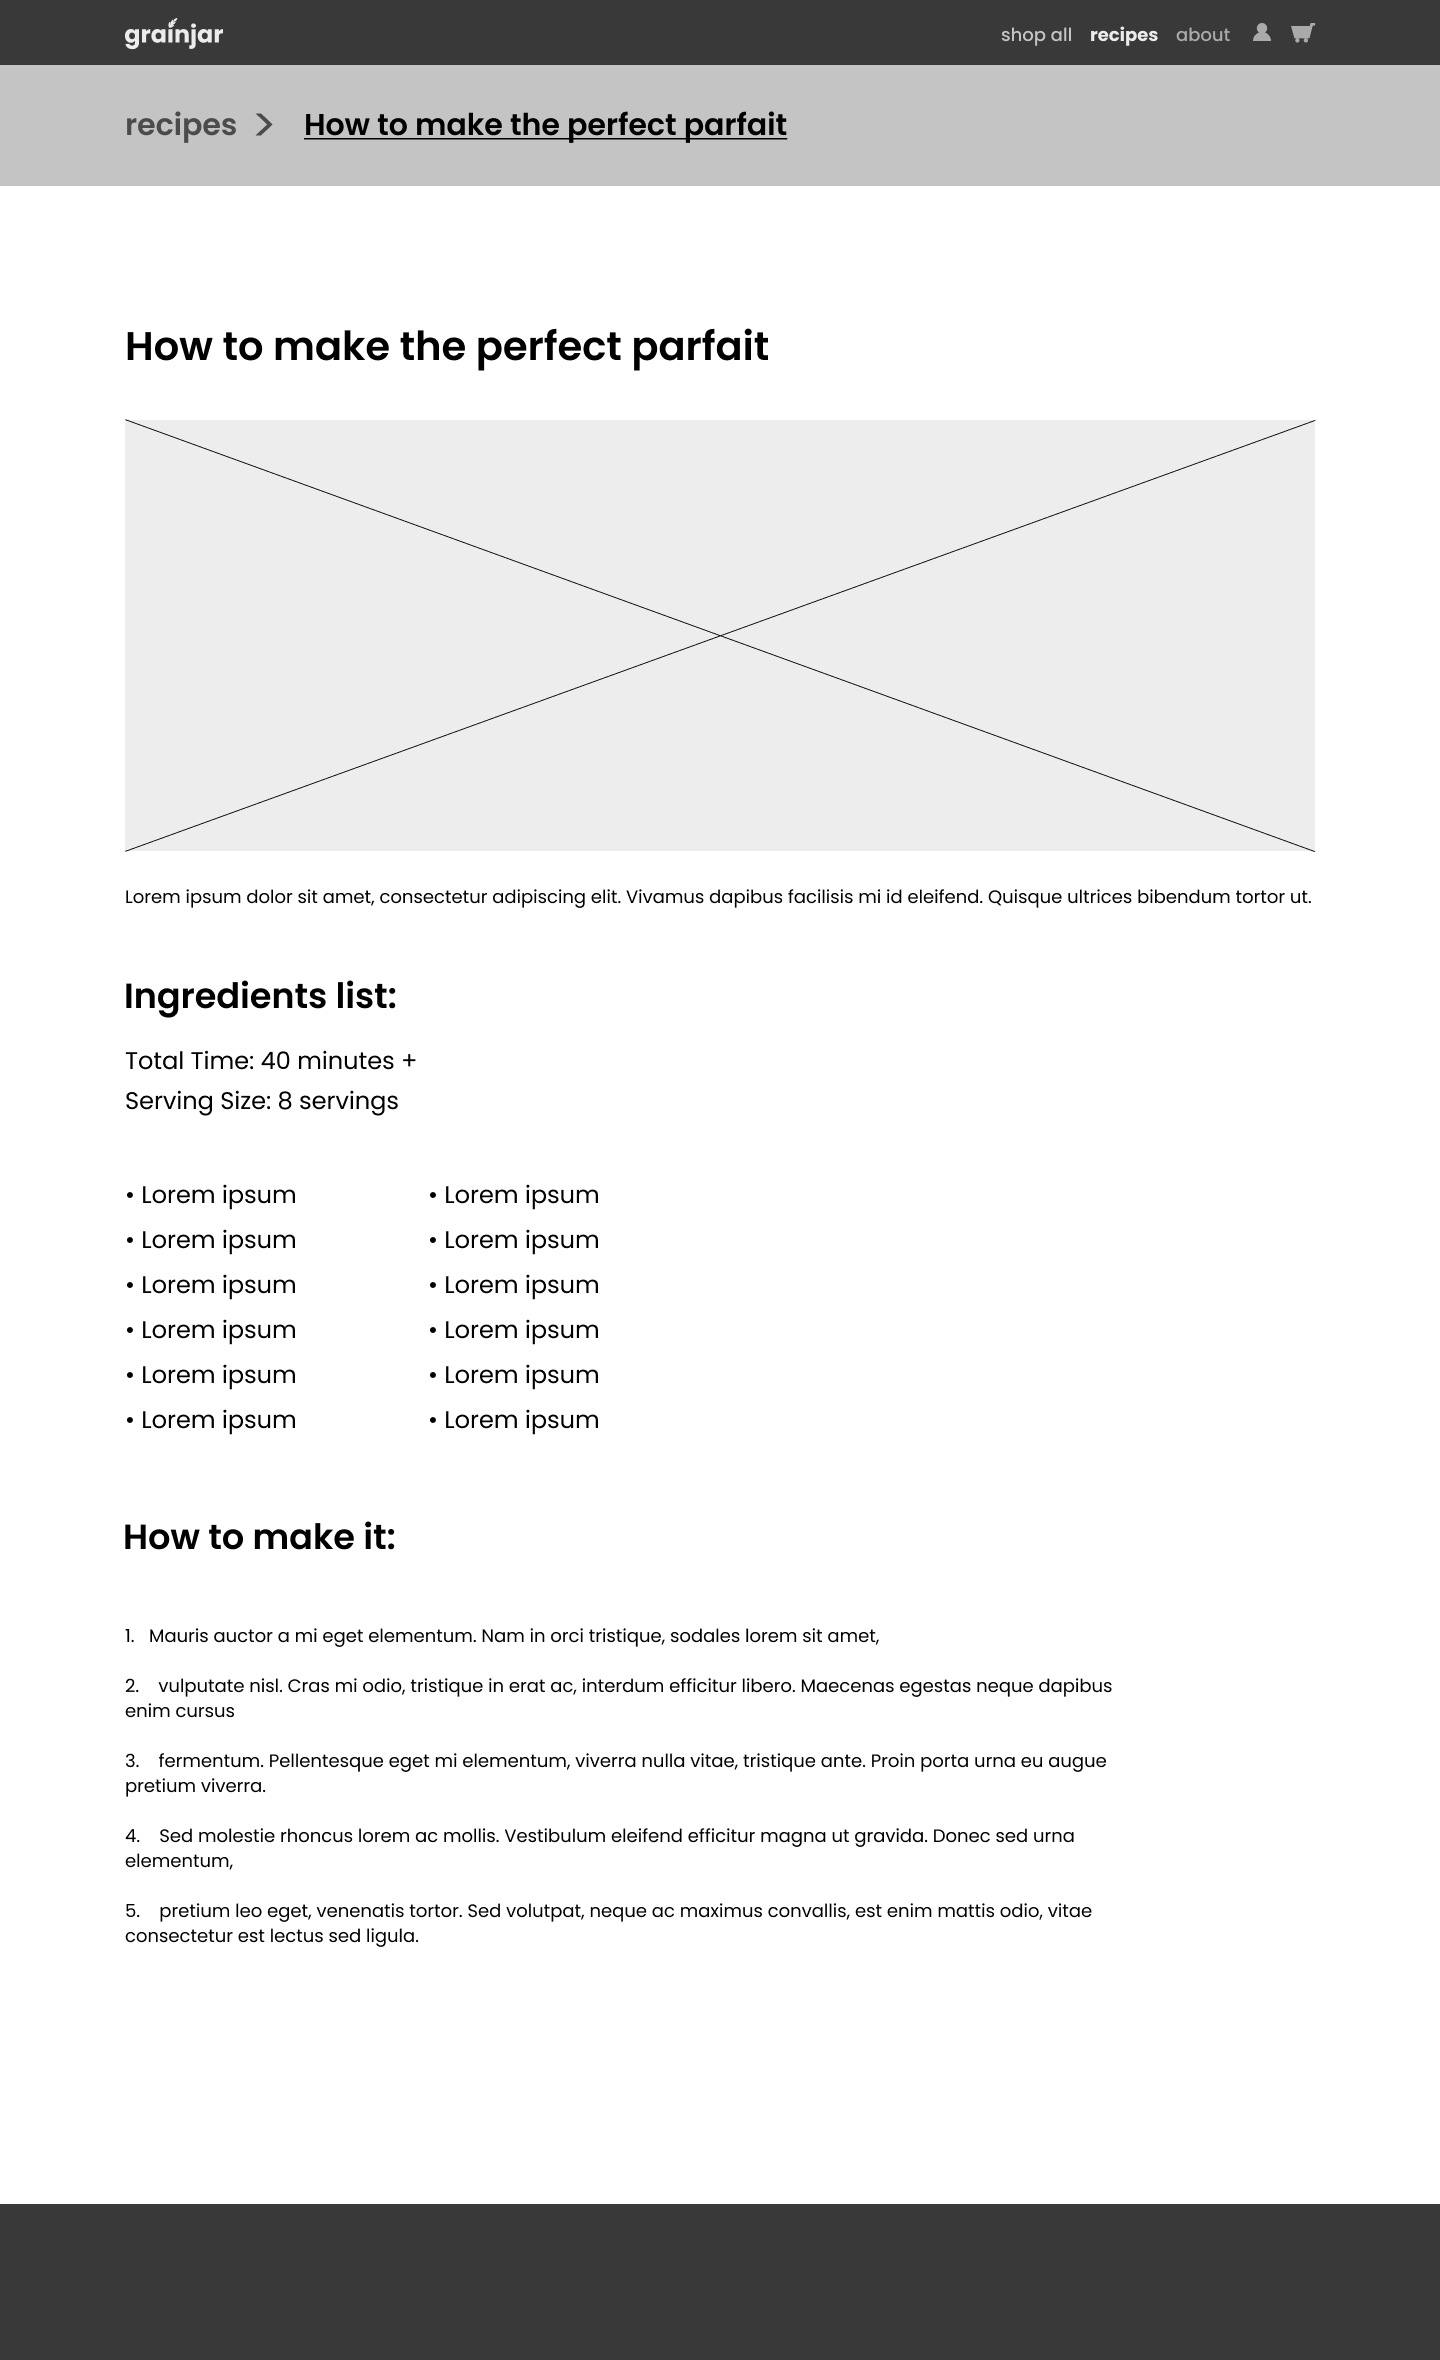 grainjar
shop all recipes about
recipes > How to make the perfect parfait
How to make the perfect parfait
Lorem ipsum dolor sit amet, consectetur adipiscing elit. Vivamus dapibus facilisis mi id eleifend. Quisque ultrices bibendum tortor ut.
Ingredients list:
Total Time: 40 minutes +
Serving Size: 8 servings
• Lorem ipsum
• Lorem ipsum
• Lorem ipsum
• Lorem ipsum
• Lorem ipsum
• Lorem ipsum
• Lorem ipsum
• Lorem ipsum
• Lorem ipsum
• Lorem ipsum
• Lorem ipsum
• Lorem ipsum
How to make it:
1. Mauris auctor a mi eget elementum. Nam in orci tristique, sodales lorem sit amet,
2. vulputate nisl. Cras mi odio, tristique in erat ac, interdum efficitur libero. Maecenas egestas neque dapibus
enim cursus
3. fermentum. Pellentesque eget mi elementum, viverra nulla vitae, tristique ante. Proin porta urna eu augue
pretium viverra.
4. Sed molestie rhoncus lorem ac mollis. Vestibulum eleifend efficitur magna ut gravida. Donec sed urna
elementum,
5. pretium leo eget, venenatis tortor. Sed volutpat, neque ac maximus convallis, est enim mattis odio, vitae
consectetur est lectus sed ligula.